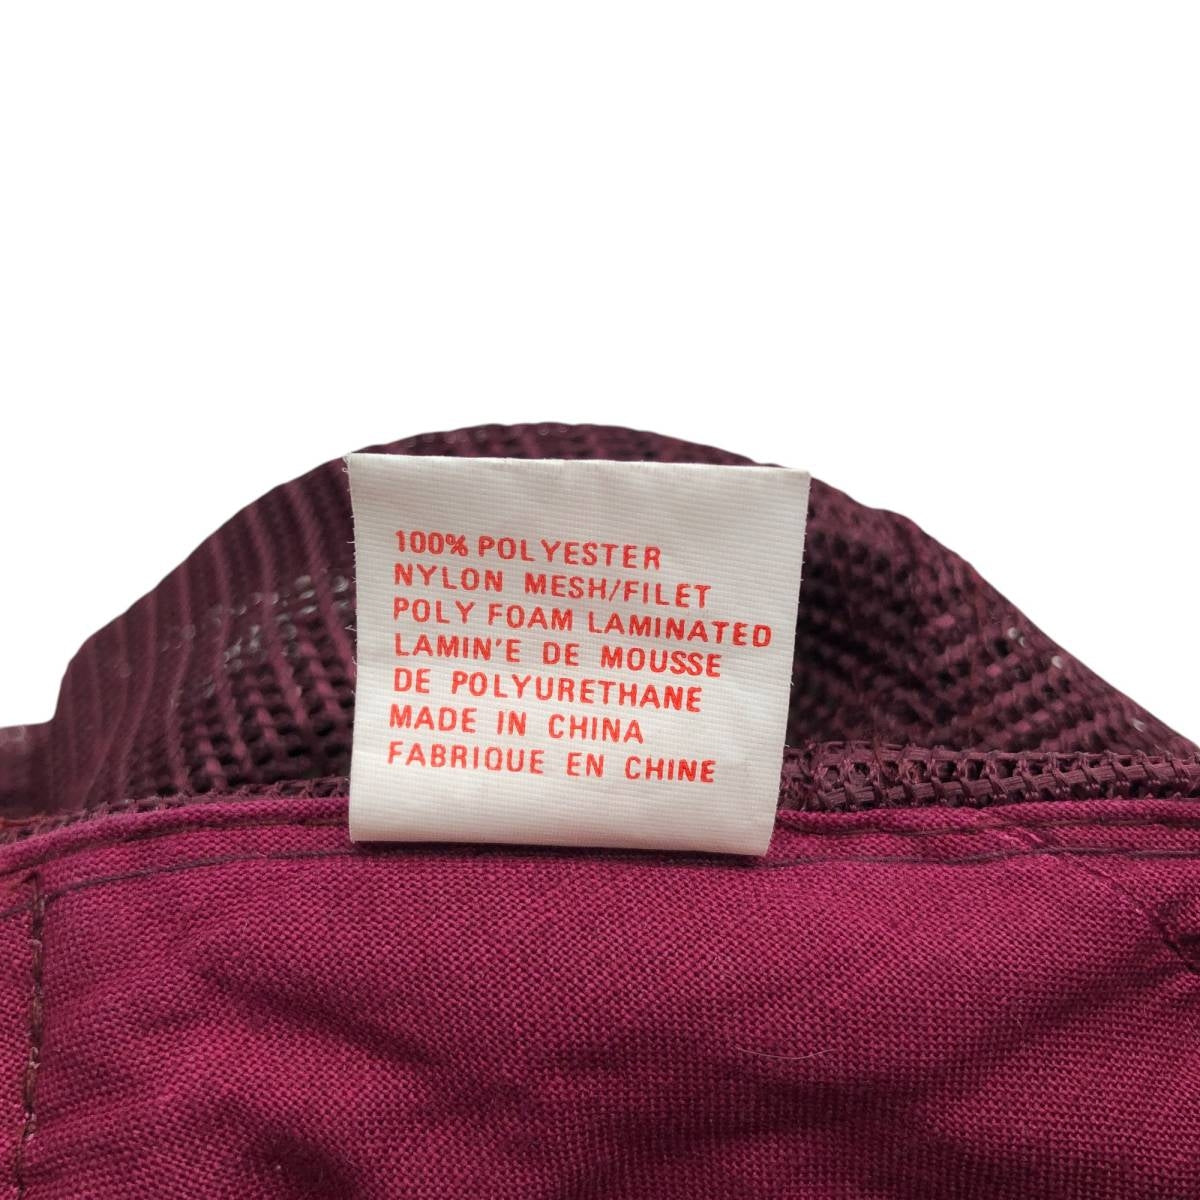 100% POLYESTER
NYLON MESH/FILET
POLY FOAM LAMINATED
LAMIN'E DE MOUSSE
DE POLYURETHANE
MADE IN CHINA
FABRIQUE EN CHINE